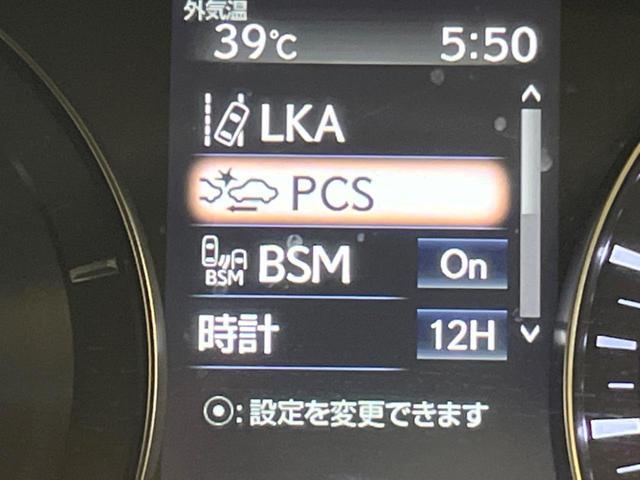 外気温
39℃ 5:50
LKA
PCS
BSM BSM On
時計 12H
⦿:設定を変更できます